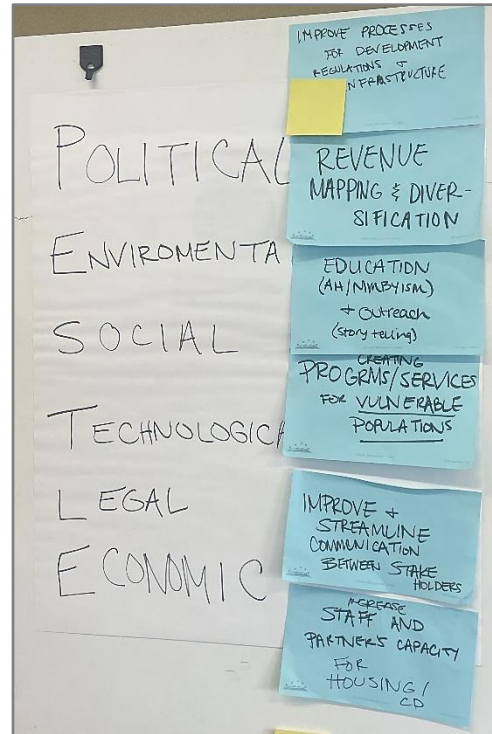 POLITICAL
ENVIROMENTA
SOCIAL
TECHNOLOGICA
LEGAL
ECONOMIC
IMPROVE PROCESSES
FOR DEVELOPMENT
REGULATIONS &
INFRASTRUCTURE
REVENUE
MAPPING & DIVER-
SIFICATION
EDUCATION
(AH/NIMBYISM)
+ OUTREACH
(story telling)
CREATING
PROGRMS/SERVICES
FOR VULNERABLE
POPULATIONS
IMPROVE +
STREAMLINE
COMMUNICATION
BETWEEN STAKE
HOLDERS
INCREASE
STAFF AND
PARTNER'S CAPACITY
FOR
HOUSING/
CD